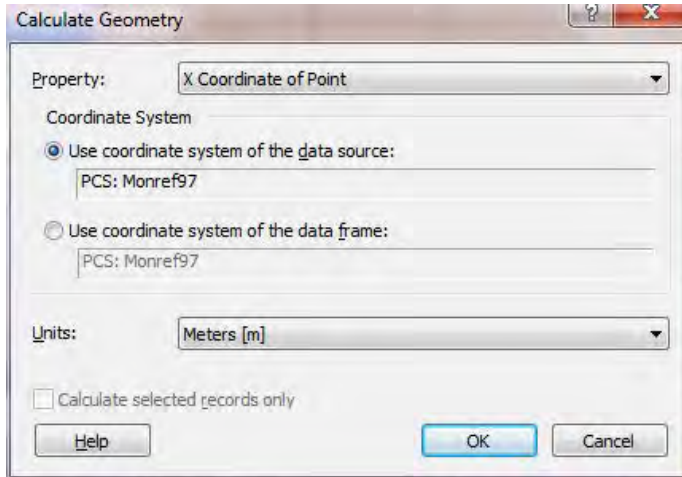 Calculate Geometry
Property: X Coordinate of Point
Coordinate System
Use coordinate system of the data source:
PCS: Monref97
Use coordinate system of the data frame:
PCS: Monref97
Units: Meters [m]
Calculate selected records only
Help OK Cancel